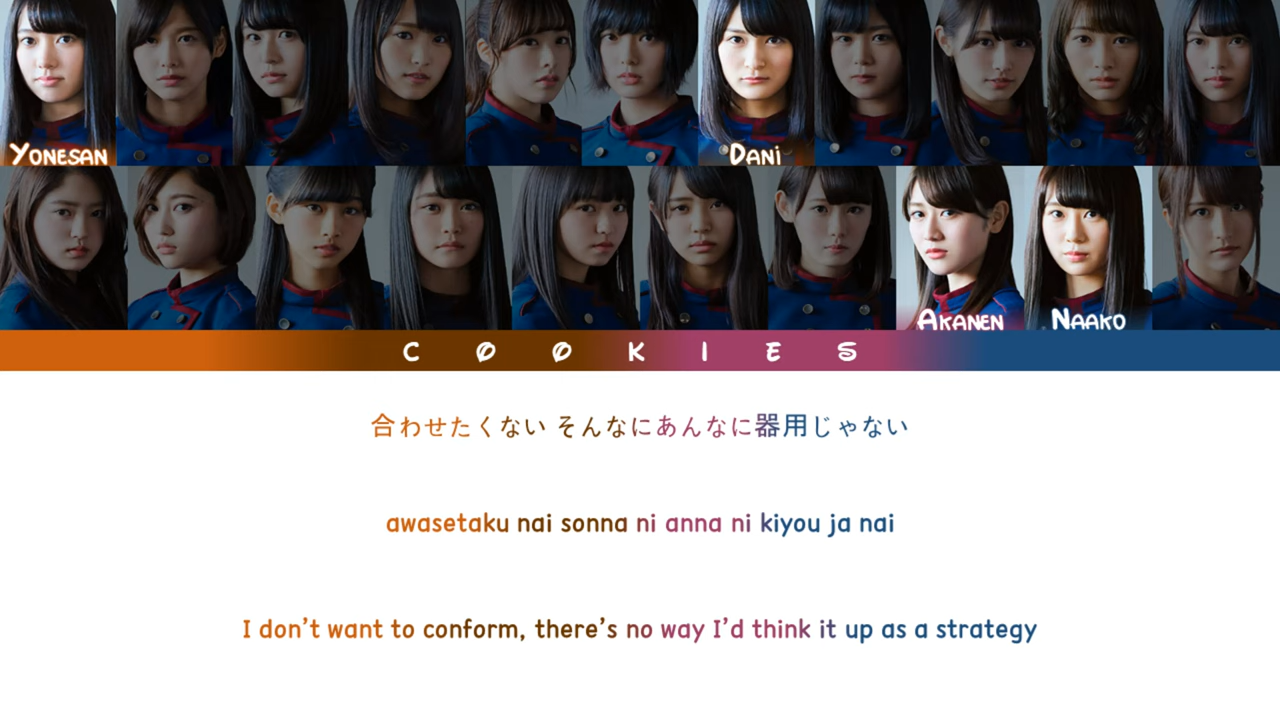 Yonesan Dani
Akanen Naako
COOKIES
合わせたくない そんなにあんなに器用じゃない
awasetaku nai sonna ni anna ni kiyou ja nai
I don't want to conform, there's no way I'd think it up as a strategy